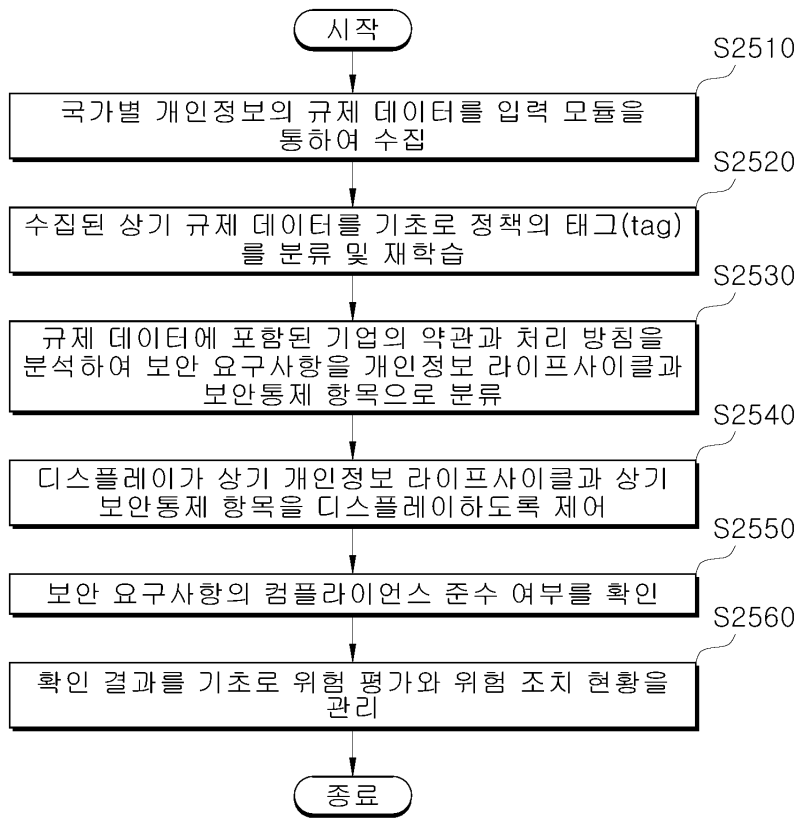 시작
S2510
국가별 개인정보의 규제 데이터를 입력 모듈을
통하여 수집
S2520
수집된 상기 규제 데이터를 기초로 정책의 태그(tag)
를 분류 및 재학습
S2530
규제 데이터에 포함된 기업의 약관과 처리 방침을
분석하여 보안 요구사항을 개인정보 라이프사이클과
보안통제 항목으로 분류
S2540
디스플레이가 상기 개인정보 라이프사이클과 상기
보안통제 항목을 디스플레이하도록 제어
S2550
보안 요구사항의 컴플라이언스 준수 여부를 확인
S2560
확인 결과를 기초로 위험 평가와 위험 조치 현황을
관리
종료